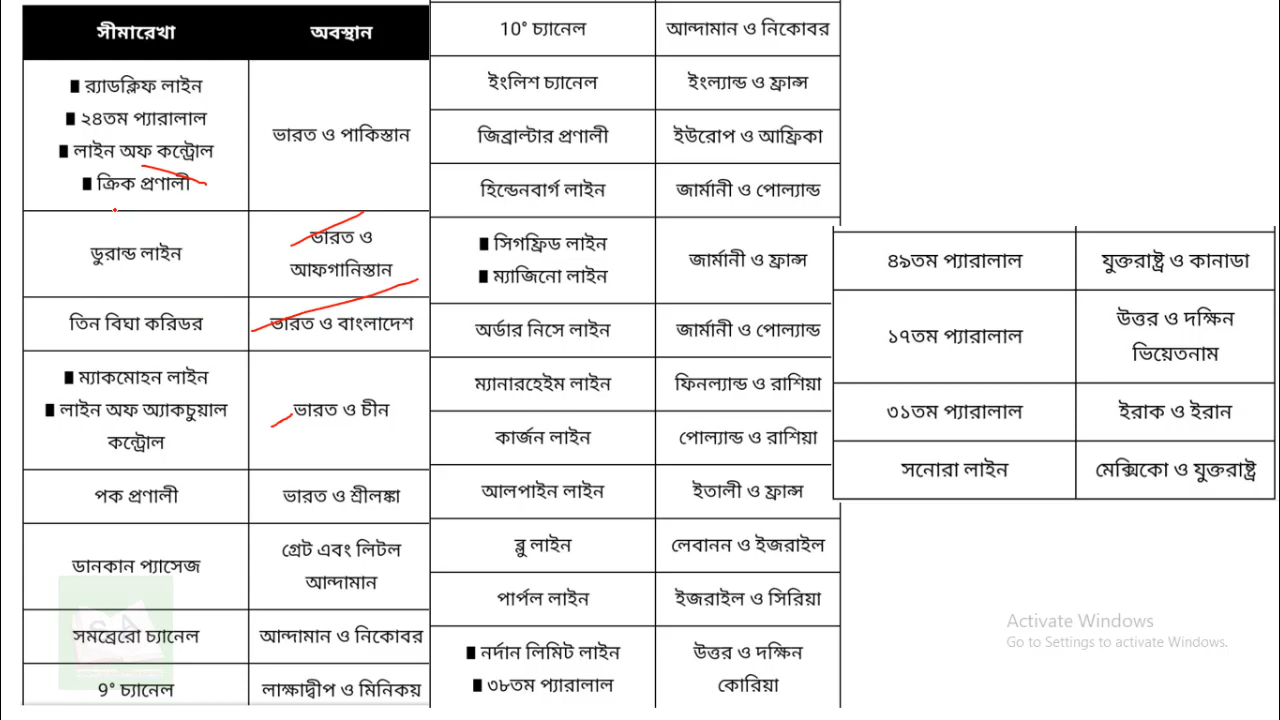 সীমারেখা অবস্থান
■ র‍্যাডক্লিফ লাইন
■ ২৪তম প্যারালাল
■ লাইন অফ কন্ট্রোল
■ ক্রিক প্রণালী
ভারত ও পাকিস্তান
ডুরান্ড লাইন
ভারত ও
আফগানিস্তান
তিন বিঘা করিডর ভারত ও বাংলাদেশ
■ ম্যাকমোহন লাইন
■ লাইন অফ অ্যাকচুয়াল
কন্ট্রোল
ভারত ও চীন
পক প্রণালী ভারত ও শ্রীলঙ্কা
ডানকান প্যাসেজ
গ্রেট এবং লিটল
আন্দামান
সমব্রেরো চ্যানেল আন্দামান ও নিকোবর
9° চ্যানেল লাক্ষাদ্বীপ ও মিনিকয়
10° চ্যানেল আন্দামান ও নিকোবর
ইংলিশ চ্যানেল ইংল্যান্ড ও ফ্রান্স
জিব্রাল্টার প্রণালী ইউরোপ ও আফ্রিকা
হিন্ডেনবার্গ লাইন জার্মানী ও পোল্যান্ড
■ সিগফ্রিড লাইন
■ ম্যাজিনো লাইন
জার্মানী ও ফ্রান্স
অর্ডার নিসে লাইন জার্মানী ও পোল্যান্ড
ম্যানারহেইম লাইন ফিনল্যান্ড ও রাশিয়া
কার্জন লাইন পোল্যান্ড ও রাশিয়া
আলপাইন লাইন ইতালী ও ফ্রান্স
ব্লু লাইন লেবানন ও ইজরাইল
পার্পল লাইন ইজরাইল ও সিরিয়া
■ নর্দান লিমিট লাইন
■ ৩৮তম প্যারালাল
উত্তর ও দক্ষিন
কোরিয়া
৪৯তম প্যারালাল যুক্তরাষ্ট্র ও কানাডা
১৭তম প্যারালাল
উত্তর ও দক্ষিন
ভিয়েতনাম
৩১তম প্যারালাল ইরাক ও ইরান
সনোরা লাইন মেক্সিকো ও যুক্তরাষ্ট্র
Activate Windows
Go to Settings to activate Windows.